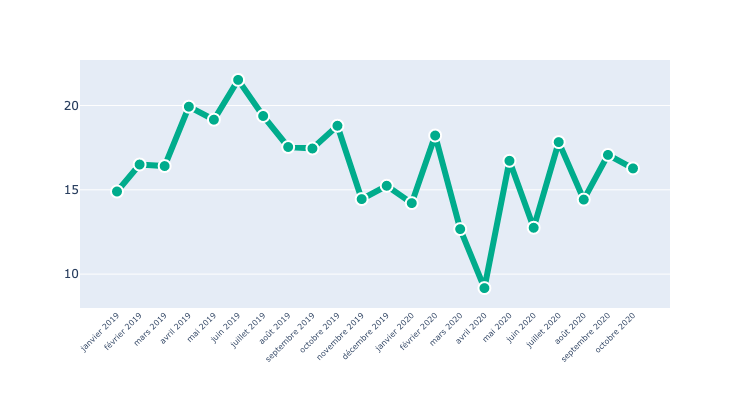 20
15
10
janvier 2019
février 2019
mars 2019
avril 2019
mai 2019
juin 2019
juillet 2019
août 2019
septembre 2019
octobre 2019
novembre 2019
décembre 2019
janvier 2020
février 2020
mars 2020
avril 2020
mai 2020
juin 2020
juillet 2020
août 2020
septembre 2020
octobre 2020